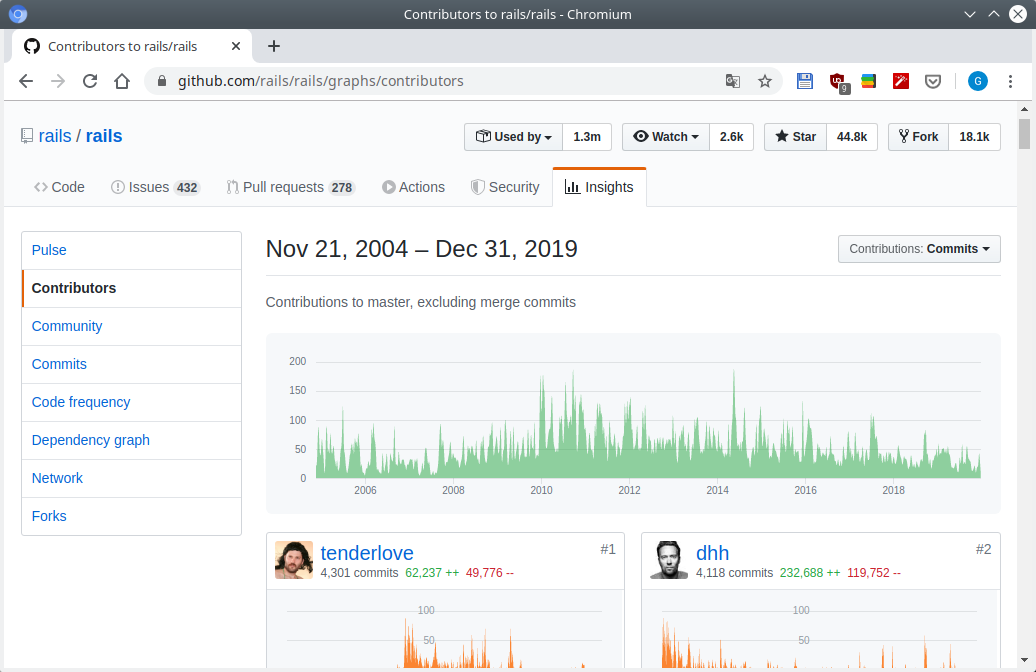 Contributors to rails/rails - Chromium
Contributors to rails/rails
github.com/rails/rails/graphs/contributors
9
G
rails / rails
Used by 1.3m
Watch 2.6k
Star 44.8k
Fork 18.1k
Code
Issues 432
Pull requests 278
Actions
Security
Insights
Pulse
Contributors
Community
Commits
Code frequency
Dependency graph
Network
Forks
Nov 21, 2004 – Dec 31, 2019
Contributions: Commits
Contributions to master, excluding merge commits
200
150
100
50
0
2006 2008 2010 2012 2014 2016 2018
tenderlove #1
4,301 commits 62,237 ++ 49,776 --
100
50
dhh #2
4,118 commits 232,688 ++ 119,752 --
100
50